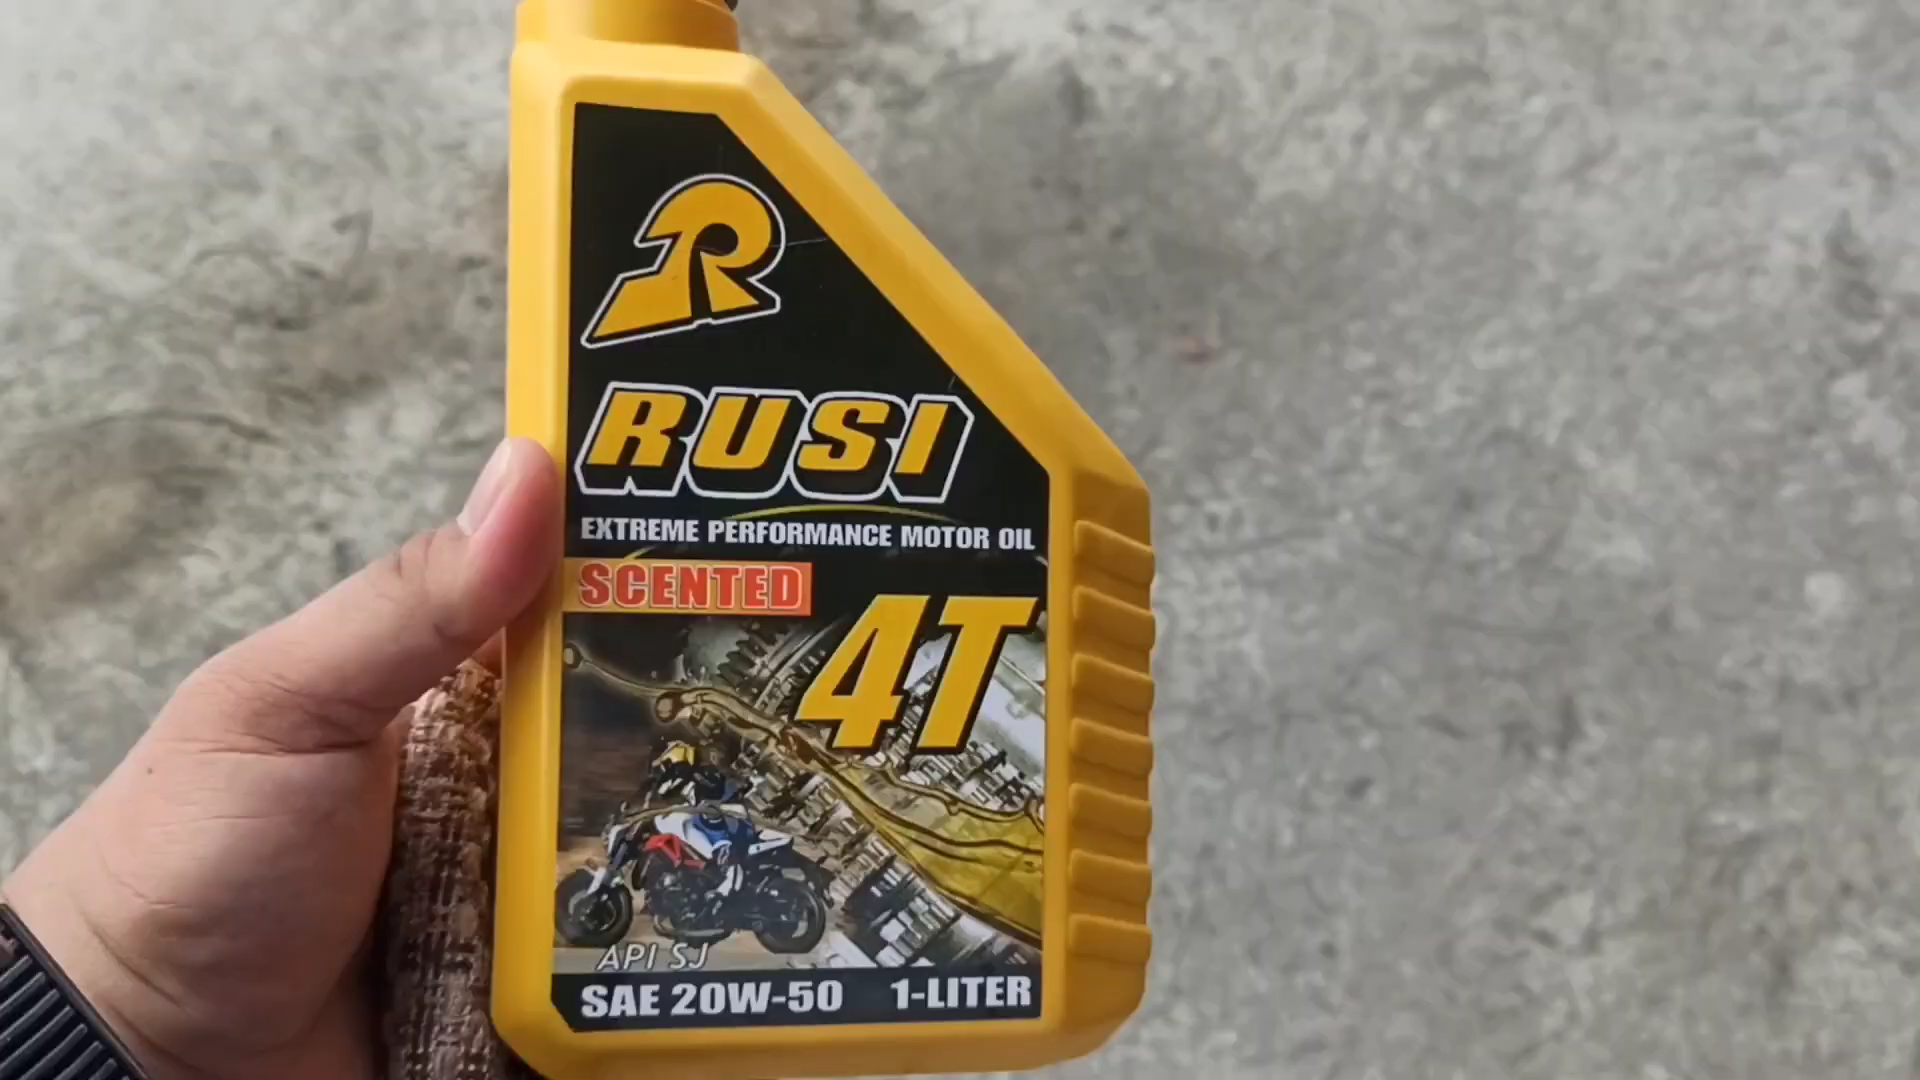 R
RUSI
EXTREME PERFORMANCE MOTOR OIL
SCENTED
4T
API SJ
SAE 20W-50 1-LITER